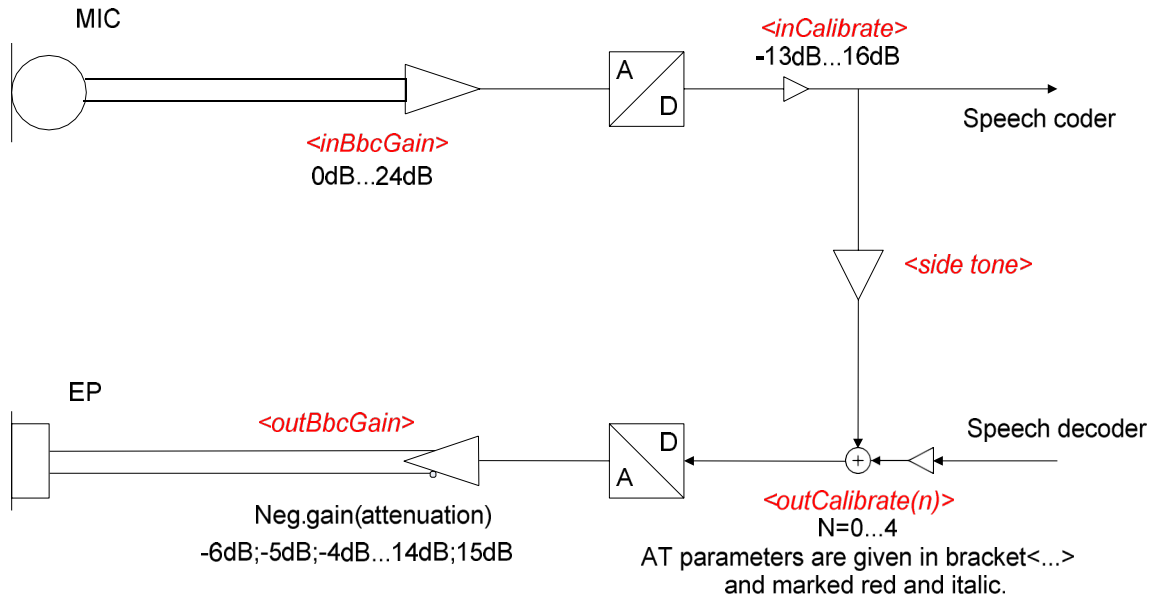 MIC
<inCalibrate>
-13dB...16dB
A
D
Speech coder
<inBbcGain>
0dB...24dB
<side tone>
EP
<outBbcGain>
D
A
+
Speech decoder
Neg.gain(attenuation)
-6dB;-5dB;-4dB...14dB;15dB
<outCalibrate(n)>
N=0...4
AT parameters are given in bracket<...>
and marked red and italic.